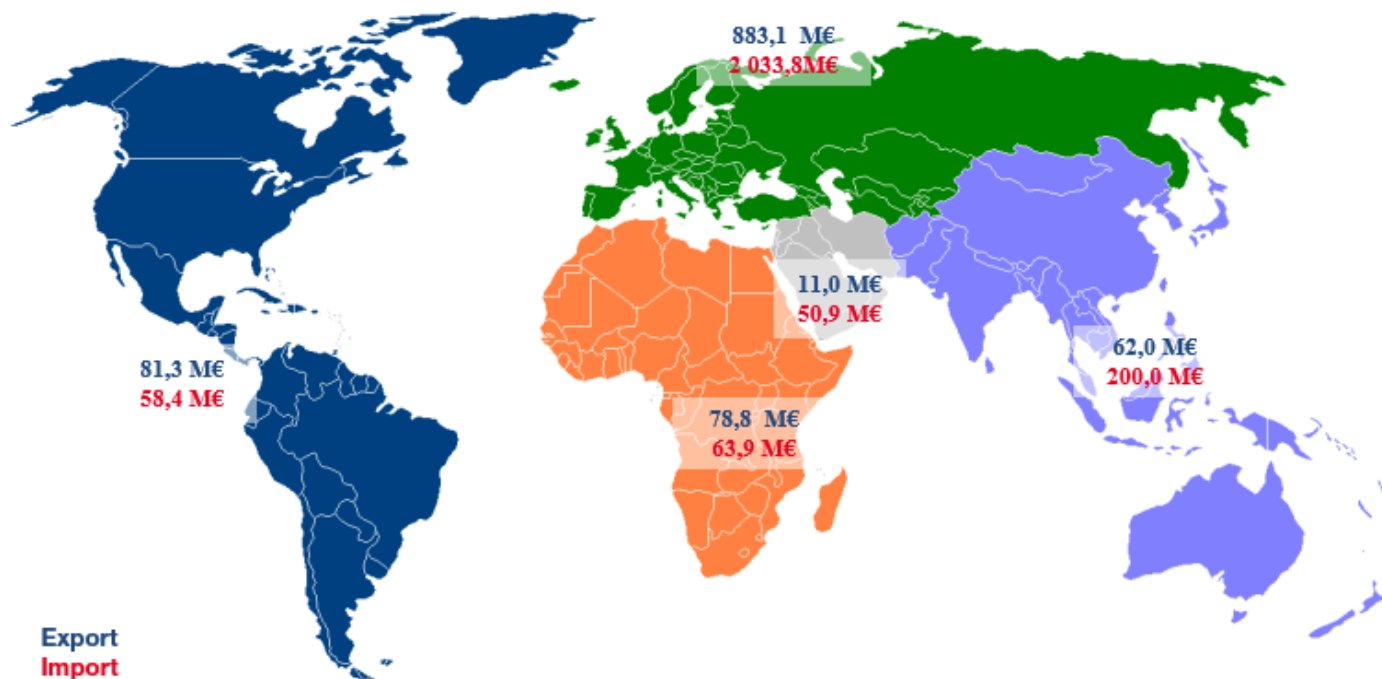 883,1 M€
2 033,8M€
11,0 M€
50,9 M€
62,0 M€
200,0 M€
81,3 M€
58,4 M€
78,8 M€
63,9 M€
Export
Import